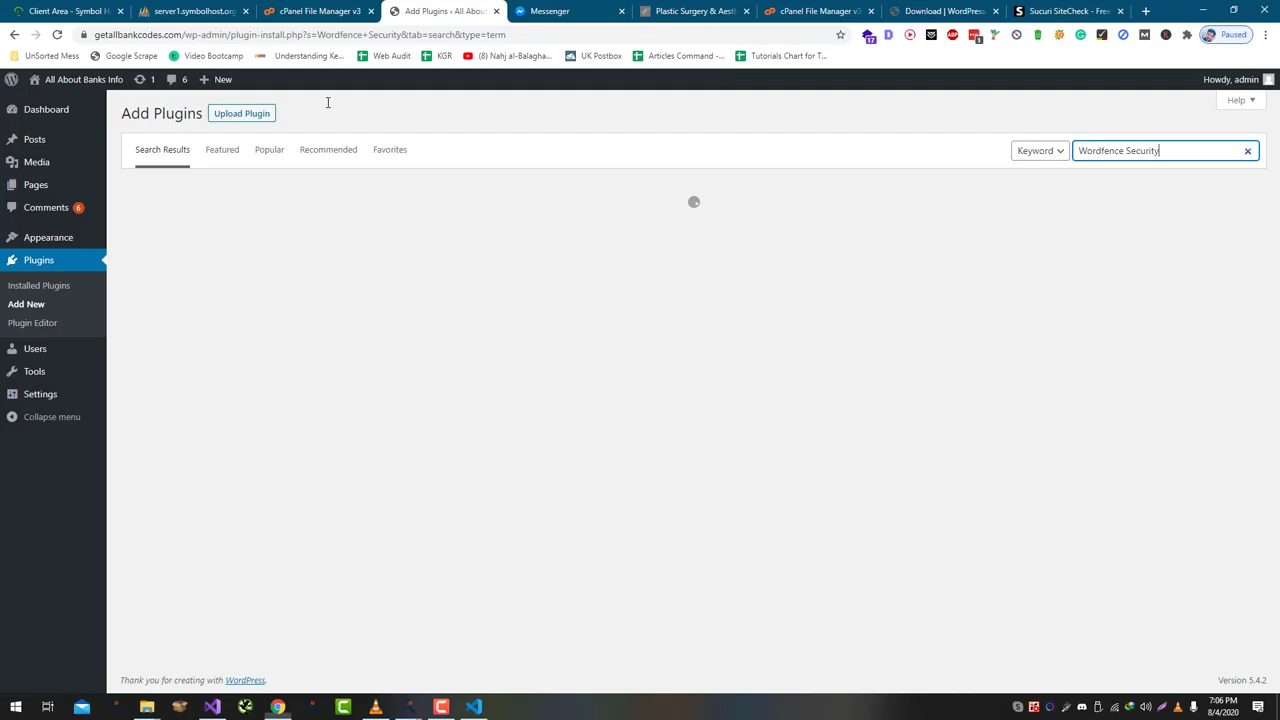 Client Area - Symbol H
server1.symbolhost.org
cPanel File Manager v3
Add Plugins ‹ All Abou
Messenger
Plastic Surgery & Aesth
cPanel File Manager v3
Download | WordPress
Sucuri SiteCheck - Free
getallbankcodes.com/wp-admin/plugin-install.php?s=Wordfence+Security&tab=search&type=term
17
1
Paused
UnSorted Mess
Google Scrape
Video Bootcamp
Understanding Ke...
Web Audit
KGR
(8) Nahj al-Balagha...
UK Postbox
Articles Command -...
Tutorials Chart for T...
All About Banks Info
1
6
New
Howdy, admin
Dashboard
Posts
Media
Pages
Comments 6
Appearance
Plugins
Installed Plugins
Add New
Plugin Editor
Users
Tools
Settings
Collapse menu
Add Plugins
Upload Plugin
Help
Search Results
Featured
Popular
Recommended
Favorites
Keyword
Wordfence Security
Thank you for creating with WordPress.
Version 5.4.2
7:06 PM
8/4/2020